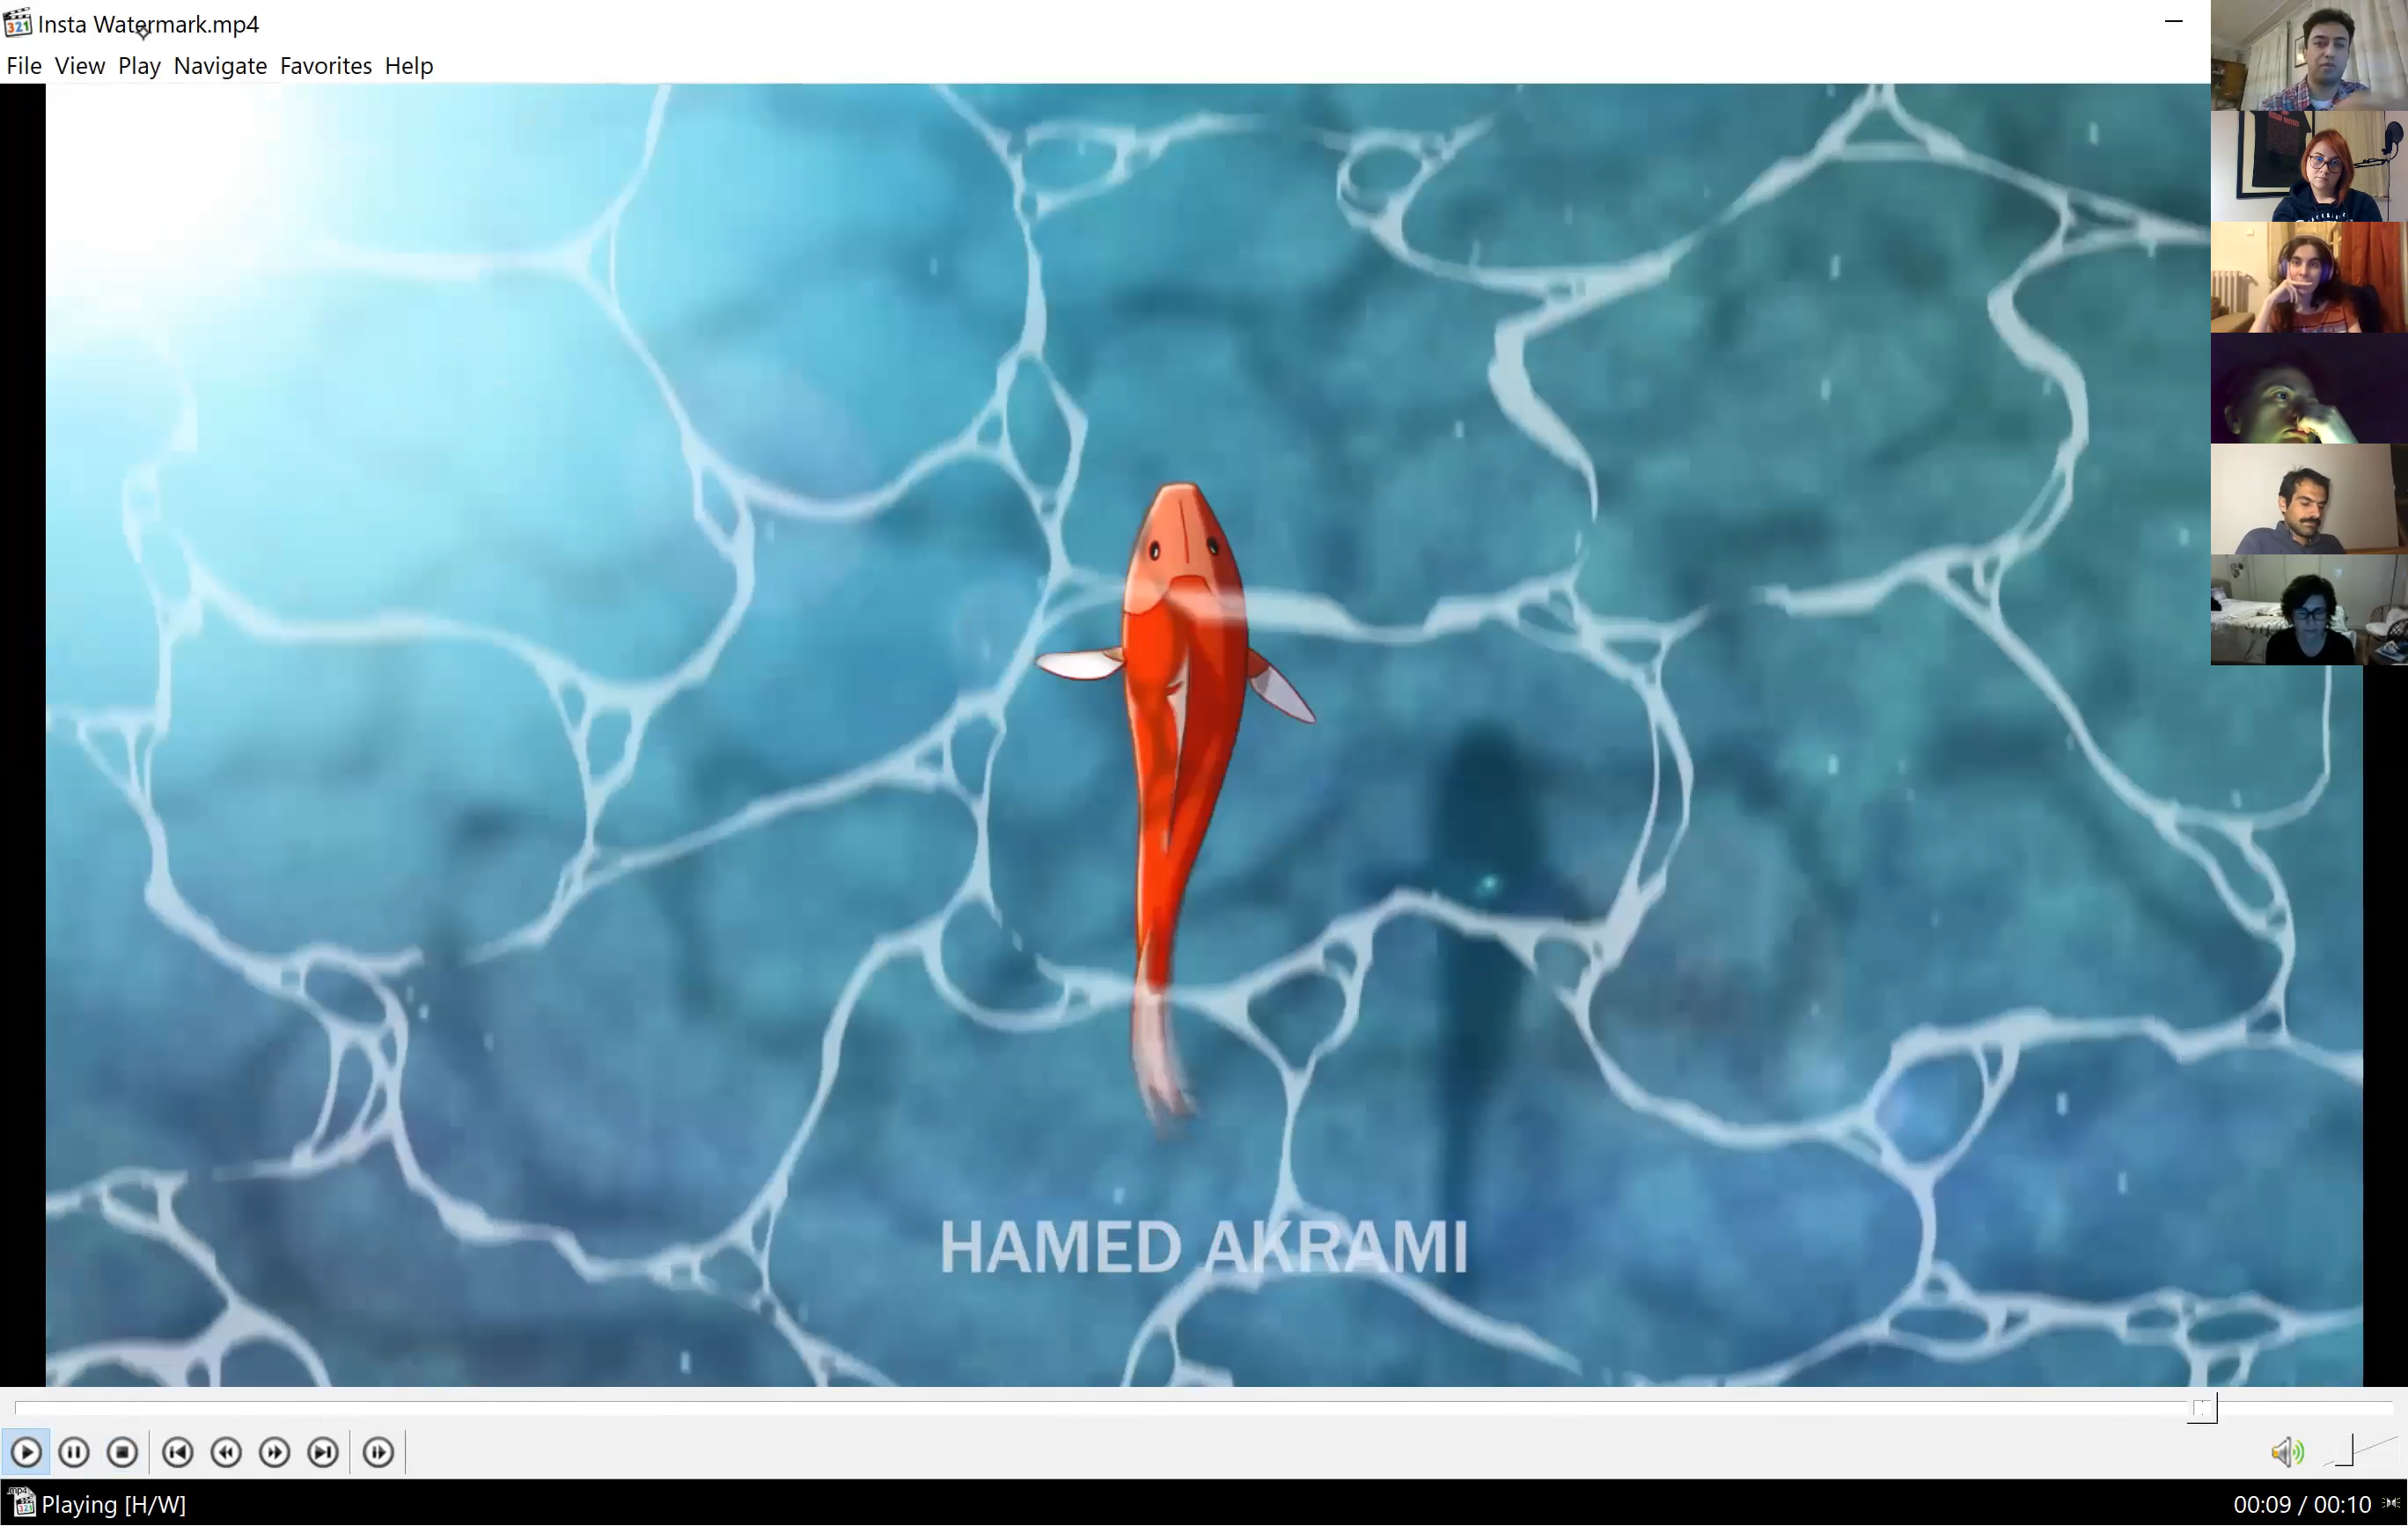 Insta Watermark.mp4
File View Play Navigate Favorites Help
HAMED AKRAMI
Playing [H/W]
00:09 / 00:10